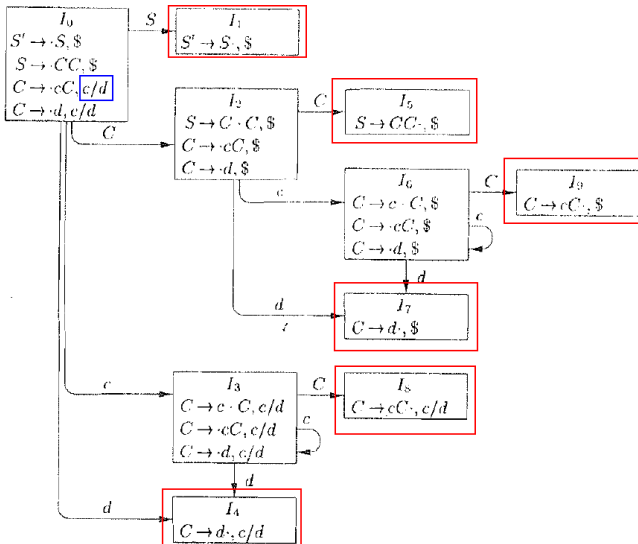 I₀
S' → ·S, $
S → ·CC, $
C → ·cC, c/d
C → ·d, c/d
S
I₁
S' → S·, $
C
I₂
S → C · C, $
C → ·cC, $
C → ·d, $
C
I₅
S → CC·, $
c
I₆
C → c · C, $
C → ·cC, $
C → ·d, $
C
I₉
C → cC·, $
c
d
d
I₇
C → d·, $
c
I₃
C → c · C, c/d
C → ·cC, c/d
C → ·d, c/d
C
I₈
C → cC·, c/d
c
d
d
I₄
C → d·, c/d